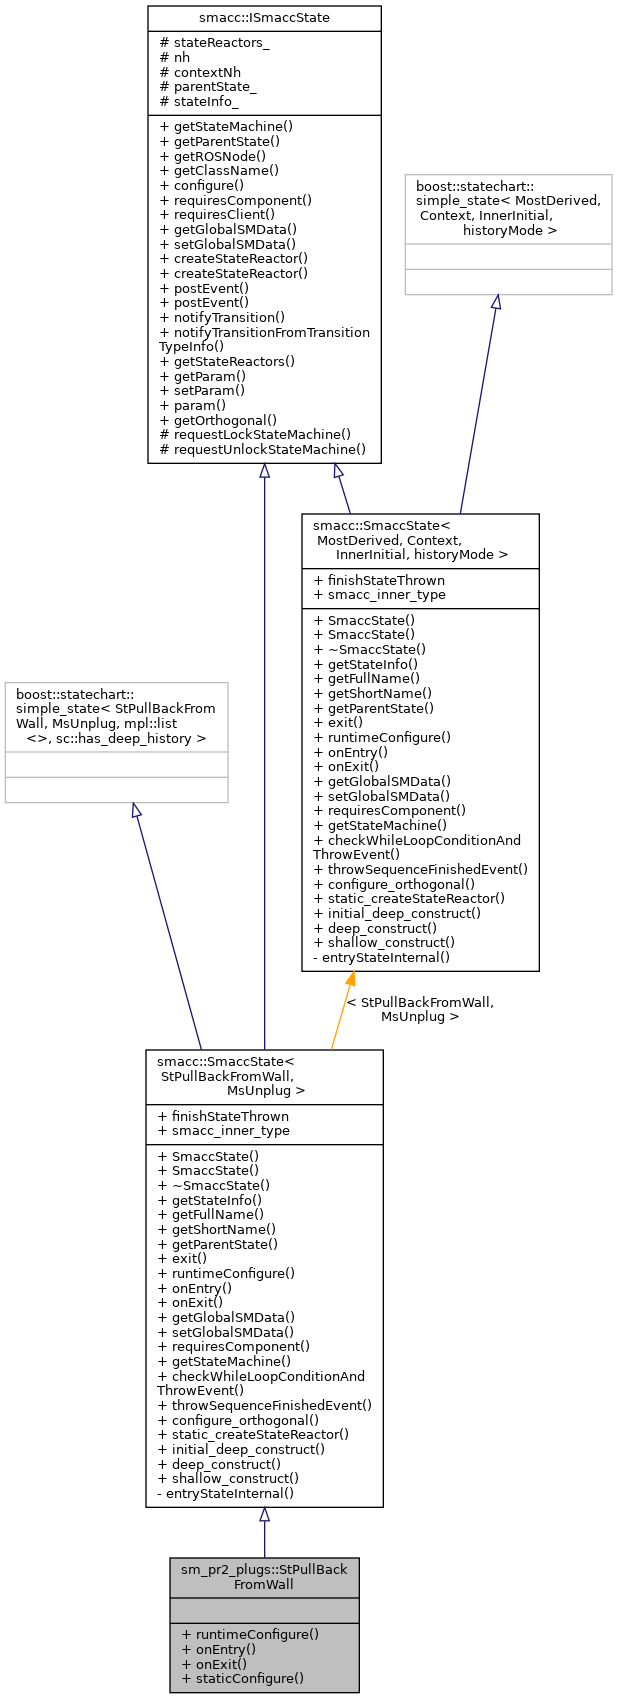 smacc::ISmaccState
# stateReactors_
# nh
# contextNh
# parentState_
# stateInfo_
+ getStateMachine()
+ getParentState()
+ getROSNode()
+ getClassName()
+ configure()
+ requiresComponent()
+ requiresClient()
+ getGlobalSMData()
+ setGlobalSMData()
+ createStateReactor()
+ createStateReactor()
+ postEvent()
+ postEvent()
+ notifyTransition()
+ notifyTransitionFromTransition
TypeInfo()
+ getStateReactors()
+ getParam()
+ setParam()
+ param()
+ getOrthogonal()
# requestLockStateMachine()
# requestUnlockStateMachine()
boost::statechart::
simple_state< MostDerived,
Context, InnerInitial,
historyMode >
smacc::SmaccState<
MostDerived, Context,
InnerInitial, historyMode >
+ finishStateThrown
+ smacc_inner_type
+ SmaccState()
+ SmaccState()
+ ~SmaccState()
+ getStateInfo()
+ getFullName()
+ getShortName()
+ getParentState()
+ exit()
+ runtimeConfigure()
+ onEntry()
+ onExit()
+ getGlobalSMData()
+ setGlobalSMData()
+ requiresComponent()
+ getStateMachine()
+ checkWhileLoopConditionAnd
ThrowEvent()
+ throwSequenceFinishedEvent()
+ configure_orthogonal()
+ static_createStateReactor()
+ initial_deep_construct()
+ deep_construct()
+ shallow_construct()
- entryStateInternal()
boost::statechart::
simple_state< StPullBackFrom
Wall, MsUnplug, mpl::list
<>, sc::has_deep_history >
< StPullBackFromWall,
MsUnplug >
smacc::SmaccState<
StPullBackFromWall,
MsUnplug >
+ finishStateThrown
+ smacc_inner_type
+ SmaccState()
+ SmaccState()
+ ~SmaccState()
+ getStateInfo()
+ getFullName()
+ getShortName()
+ getParentState()
+ exit()
+ runtimeConfigure()
+ onEntry()
+ onExit()
+ getGlobalSMData()
+ setGlobalSMData()
+ requiresComponent()
+ getStateMachine()
+ checkWhileLoopConditionAnd
ThrowEvent()
+ throwSequenceFinishedEvent()
+ configure_orthogonal()
+ static_createStateReactor()
+ initial_deep_construct()
+ deep_construct()
+ shallow_construct()
- entryStateInternal()
sm_pr2_plugs::StPullBack
FromWall
+ runtimeConfigure()
+ onEntry()
+ onExit()
+ staticConfigure()